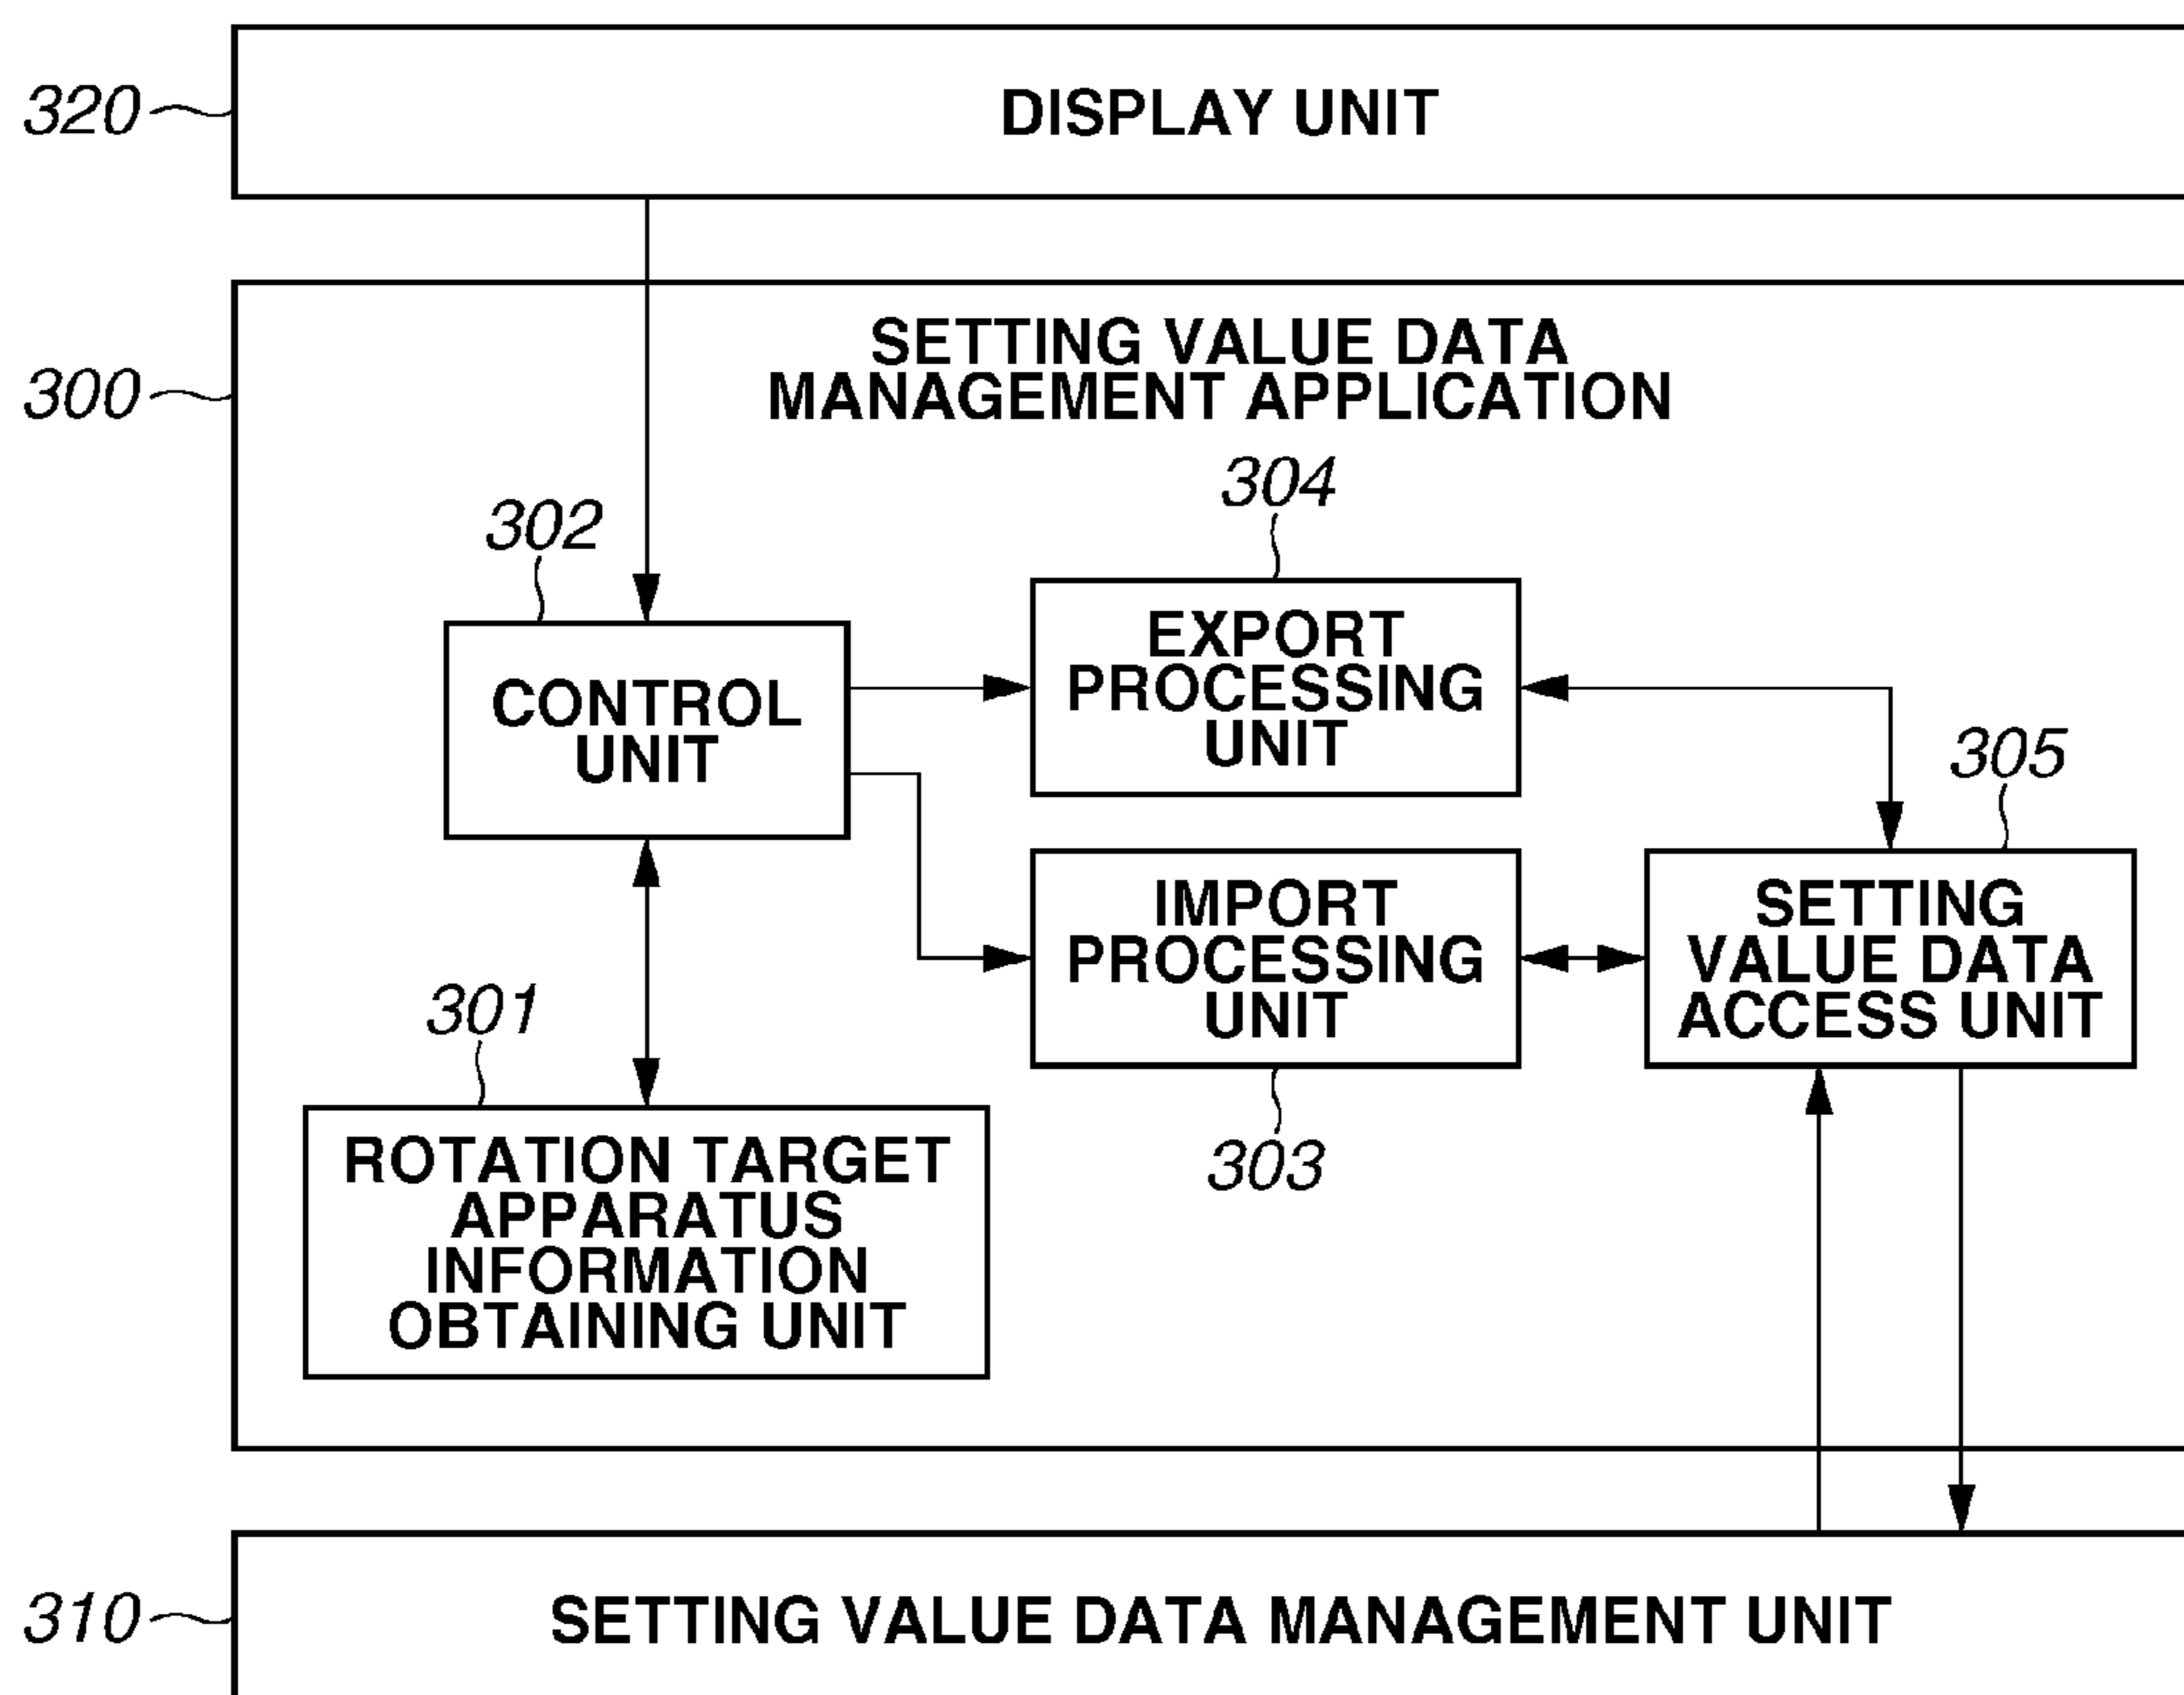 320
DISPLAY UNIT
300
SETTING VALUE DATA
MANAGEMENT APPLICATION
304
302
EXPORT
PROCESSING
UNIT
CONTROL
UNIT
305
IMPORT
PROCESSING
UNIT
SETTING
VALUE DATA
ACCESS UNIT
301
303
ROTATION TARGET
APPARATUS
INFORMATION
OBTAINING UNIT
310
SETTING VALUE DATA MANAGEMENT UNIT